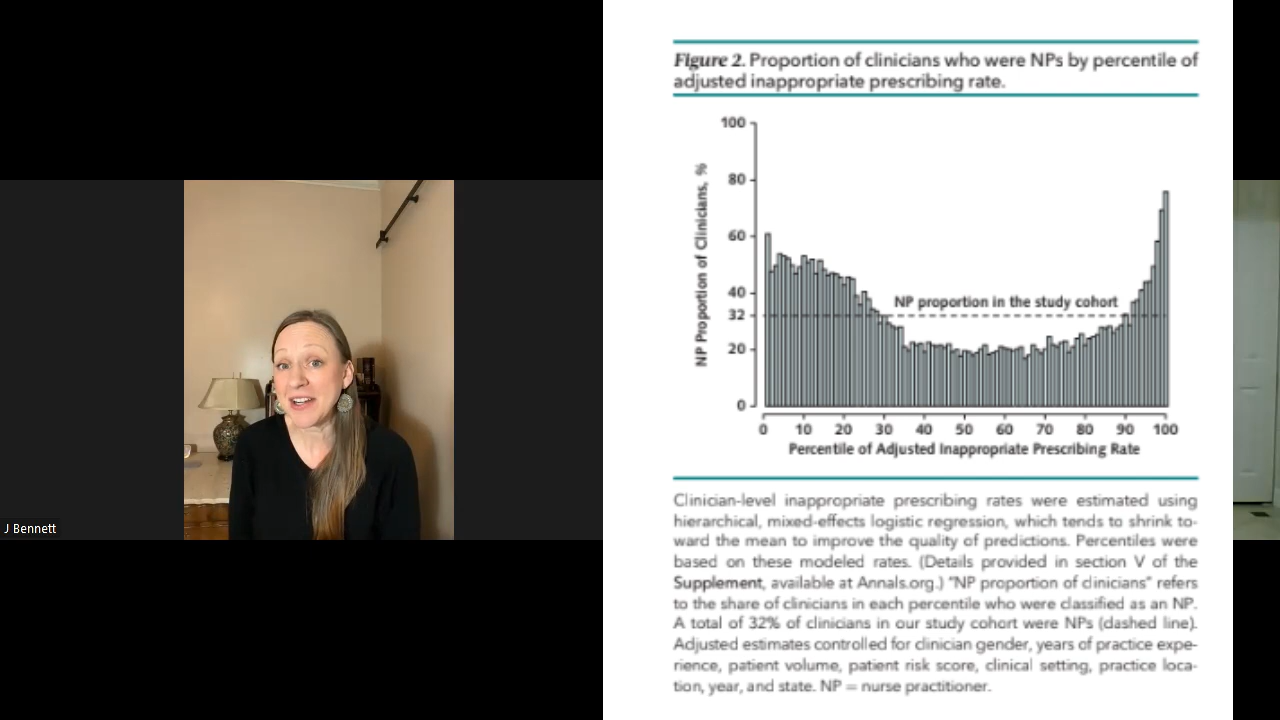 Figure 2. Proportion of clinicians who were NPs by percentile of
adjusted inappropriate prescribing rate.
100
80
60
40
32
20
0
NP Proportion of Clinicians, %
NP proportion in the study cohort
0 10 20 30 40 50 60 70 80 90 100
Percentile of Adjusted Inappropriate Prescribing Rate
Clinician-level inappropriate prescribing rates were estimated using
hierarchical, mixed-effects logistic regression, which tends to shrink to-
ward the mean to improve the quality of predictions. Percentiles were
based on these modeled rates. (Details provided in section V of the
Supplement, available at Annals.org.) "NP proportion of clinicians" refers
to the share of clinicians in each percentile who were classified as an NP.
A total of 32% of clinicians in our study cohort were NPs (dashed line).
Adjusted estimates controlled for clinician gender, years of practice expe-
rience, patient volume, patient risk score, clinical setting, practice loca-
tion, year, and state. NP = nurse practitioner.
J Bennett